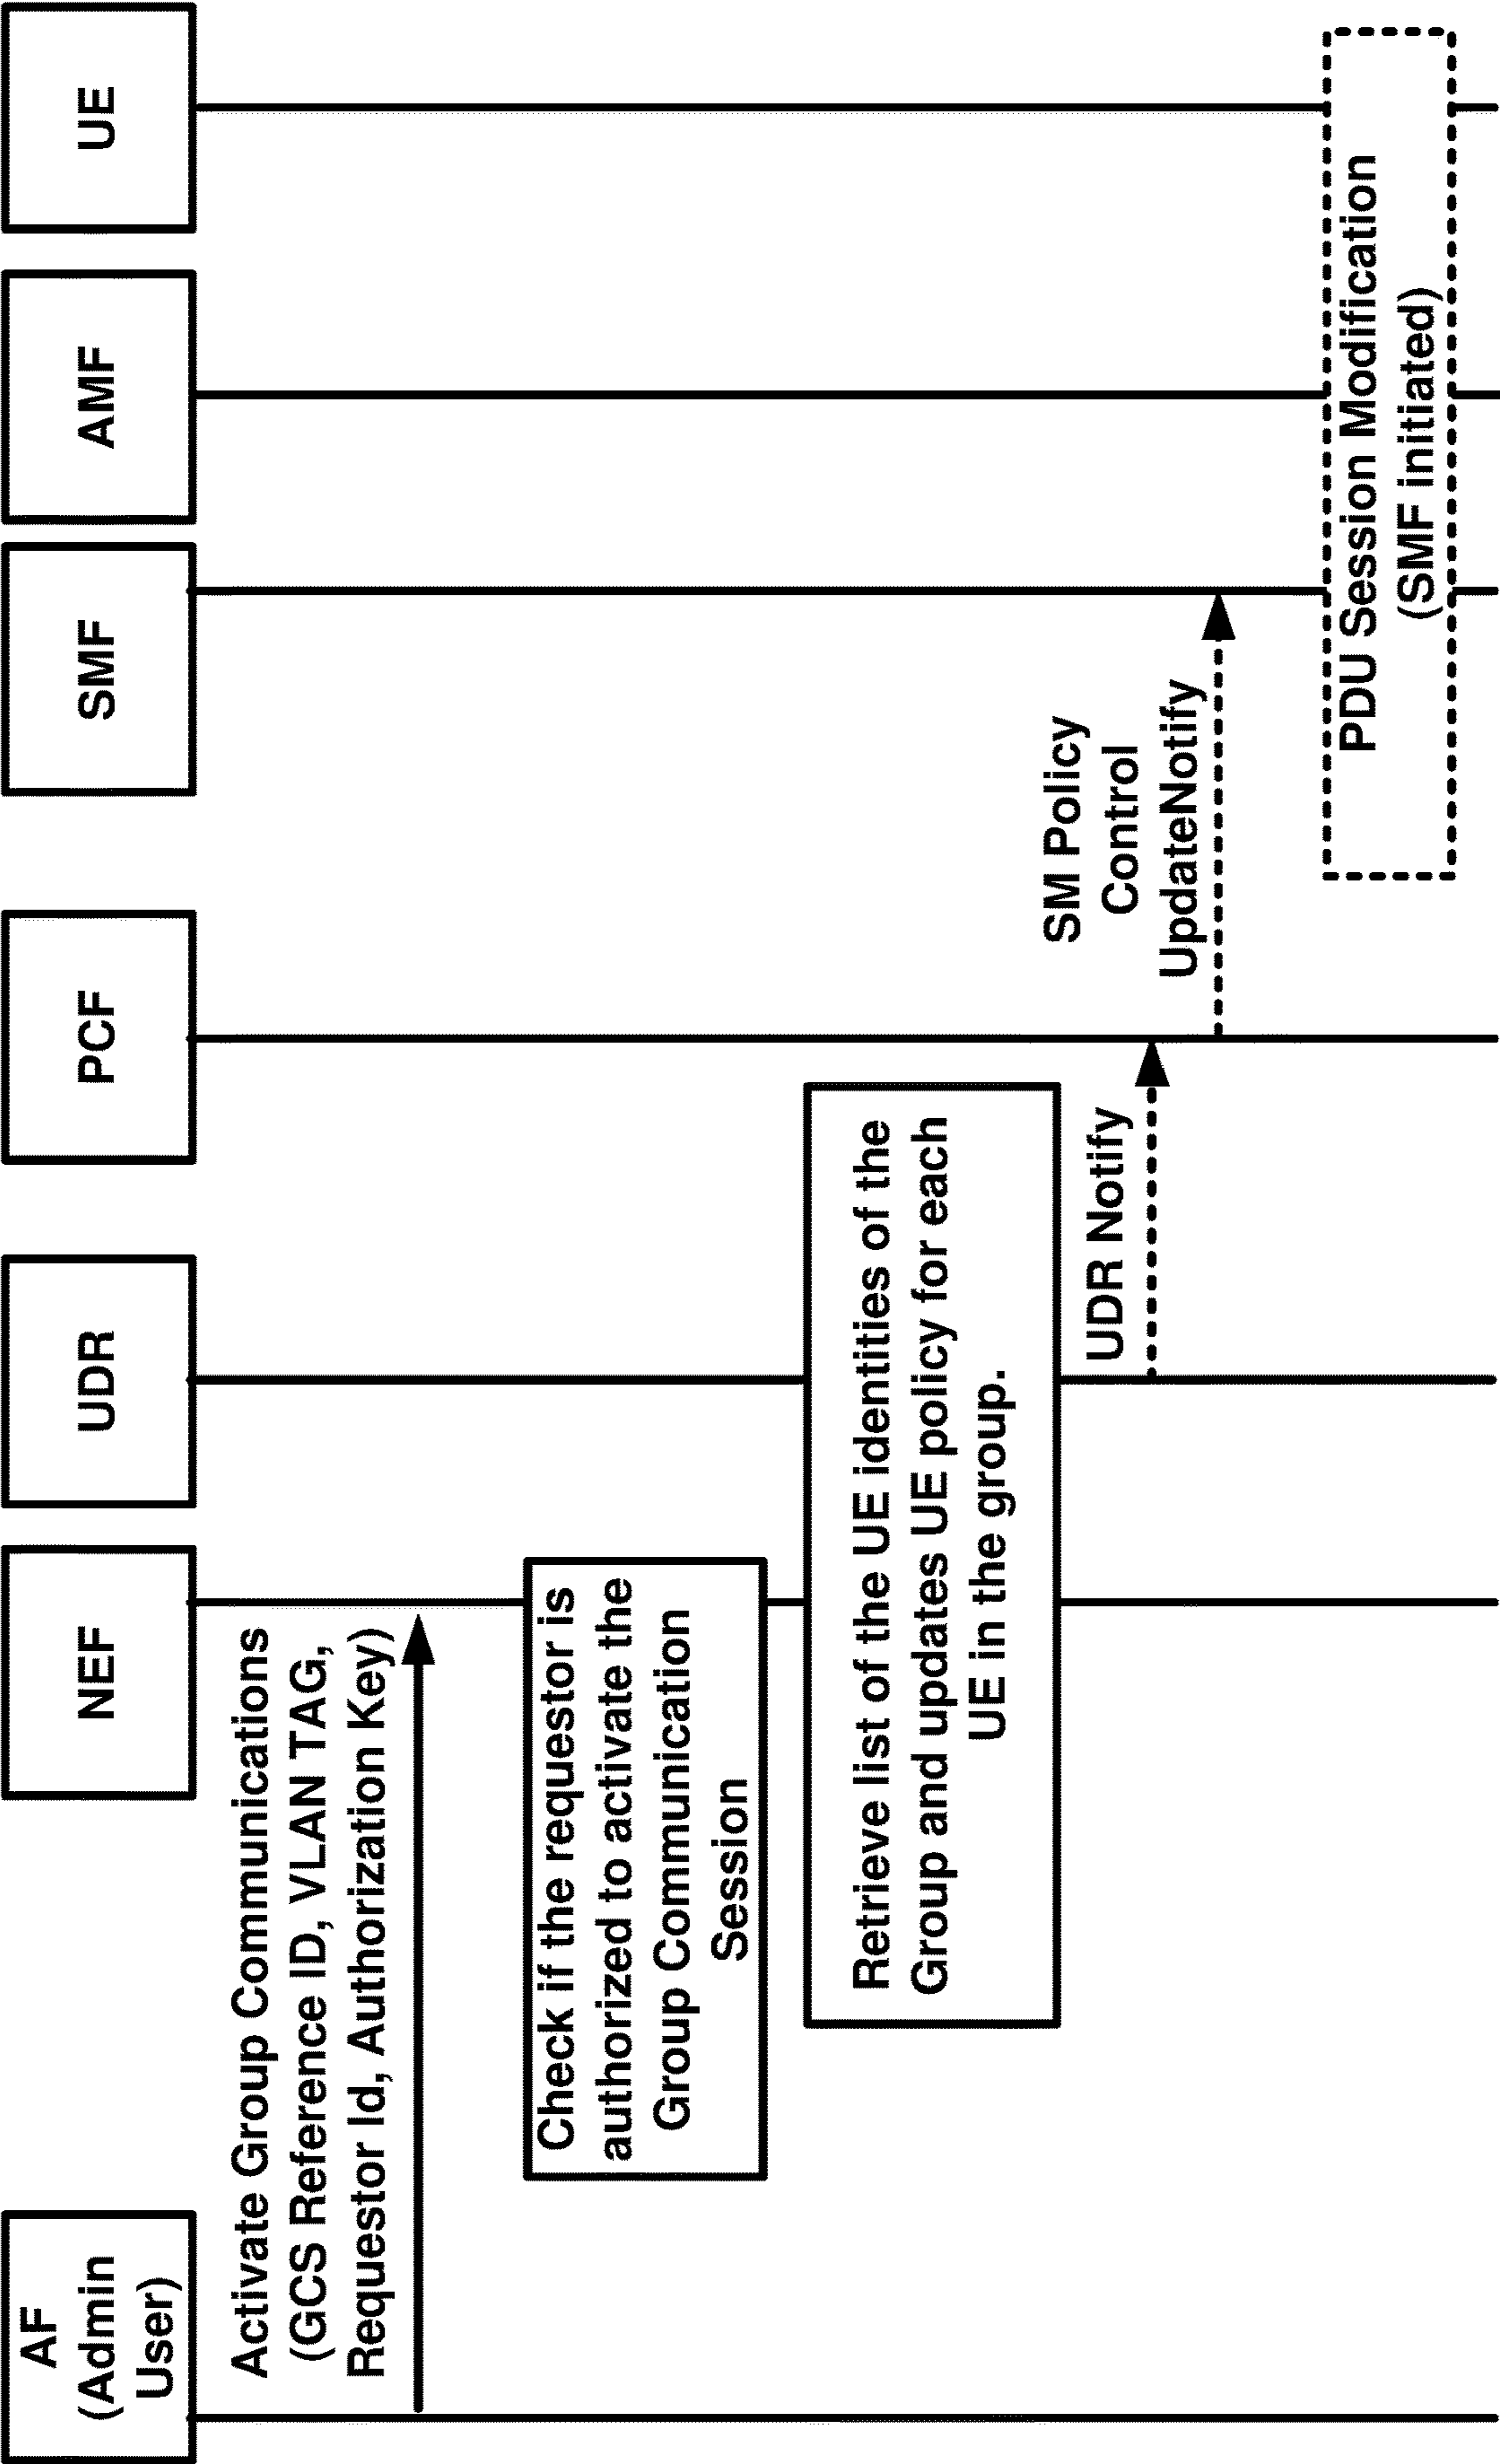 AF
(Admin
User)
NEF
UDR
PCF
SMF
AMF
UE
Activate Group Communications
(GCS Reference ID, VLAN TAG,
Requestor Id, Authorization Key)
Check if the requestor is
authorized to activate the
Group Communication
Session
Retrieve list of the UE identities of the
Group and updates UE policy for each
UE in the group.
UDR Notify
SM Policy
Control
UpdateNotify
PDU Session Modification
(SMF initiated)